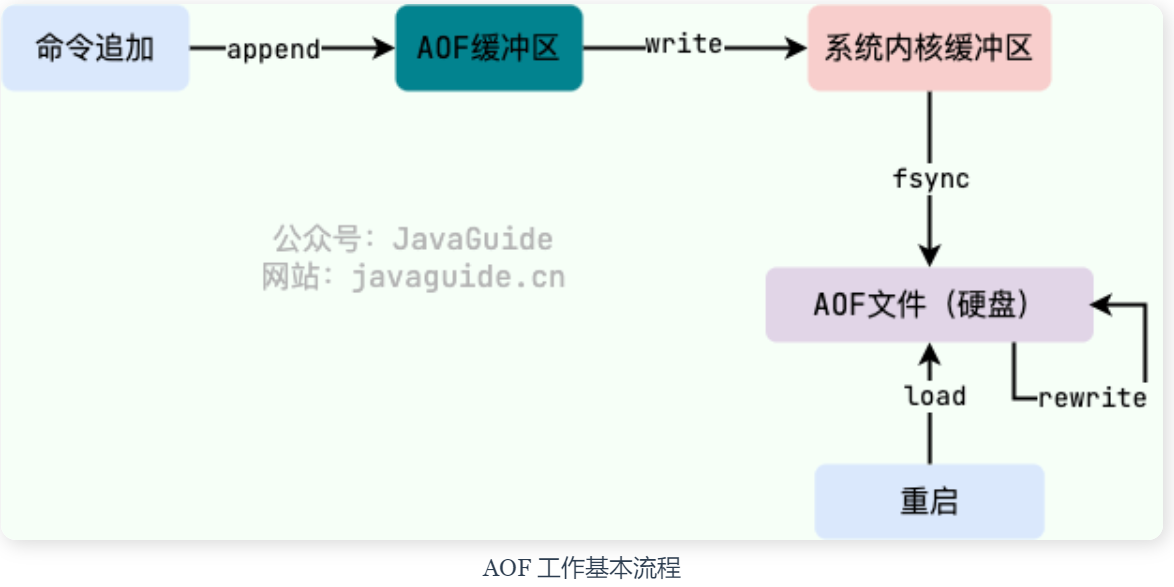 命令追加
append
AOF缓冲区
write
系统内核缓冲区
fsync
公众号：JavaGuide
网站：javaguide.cn
AOF文件（硬盘）
load
rewrite
重启
AOF 工作基本流程